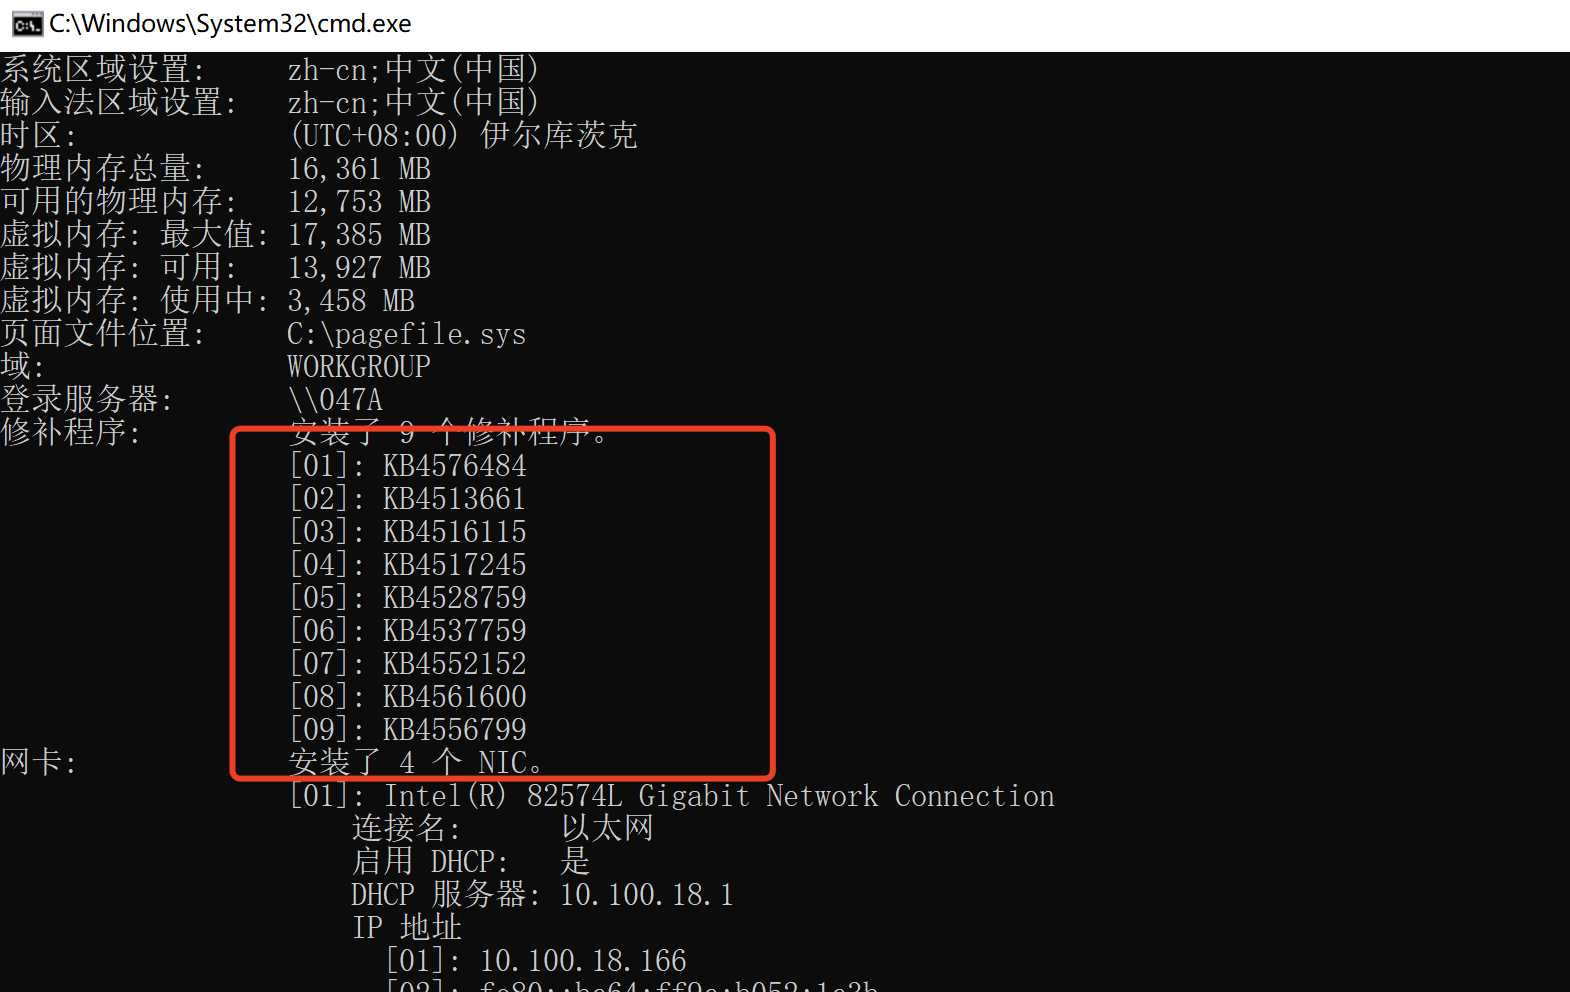 C:\Windows\System32\cmd.exe
系统区域设置: zh-cn;中文(中国)
输入法区域设置: zh-cn;中文(中国)
时区: (UTC+08:00) 伊尔库茨克
物理内存总量: 16,361 MB
可用的物理内存: 12,753 MB
虚拟内存: 最大值: 17,385 MB
虚拟内存: 可用: 13,927 MB
虚拟内存: 使用中: 3,458 MB
页面文件位置: C:\pagefile.sys
域: WORKGROUP
登录服务器: \\047A
修补程序: 安装了 9 个修补程序。
[01]: KB4576484
[02]: KB4513661
[03]: KB4516115
[04]: KB4517245
[05]: KB4528759
[06]: KB4537759
[07]: KB4552152
[08]: KB4561600
[09]: KB4556799
网卡: 安装了 4 个 NIC。
[01]: Intel(R) 82574L Gigabit Network Connection
连接名: 以太网
启用 DHCP: 是
DHCP 服务器: 10.100.18.1
IP 地址
[01]: 10.100.18.166
[02]: